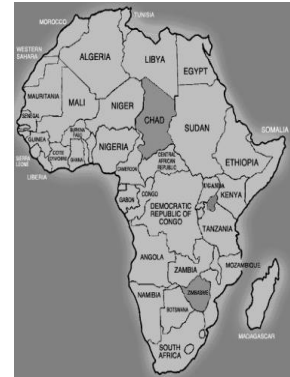 TUNISIA
MOROCCO
ALGERIA
LIBYA
EGYPT
WESTERN
SAHARA
MAURITANIA
MALI
NIGER
CHAD
SUDAN
SENEGAL
GUINEA
BURKINA
FASO
SIERRA
LEONE
LIBERIA
COTE
GHANA
NIGERIA
CAMEROON
CENTRAL
AFRICAN
REPUBLIC
ETHIOPIA
SOMALIA
GABON
CONGO
DEMOCRATIC
REPUBLIC OF
CONGO
UGANDA
KENYA
TANZANIA
ANGOLA
ZAMBIA
MOZAMBIQUE
NAMIBIA
ZIMBABWE
BOTSWANA
SOUTH
AFRICA
MADAGASCAR